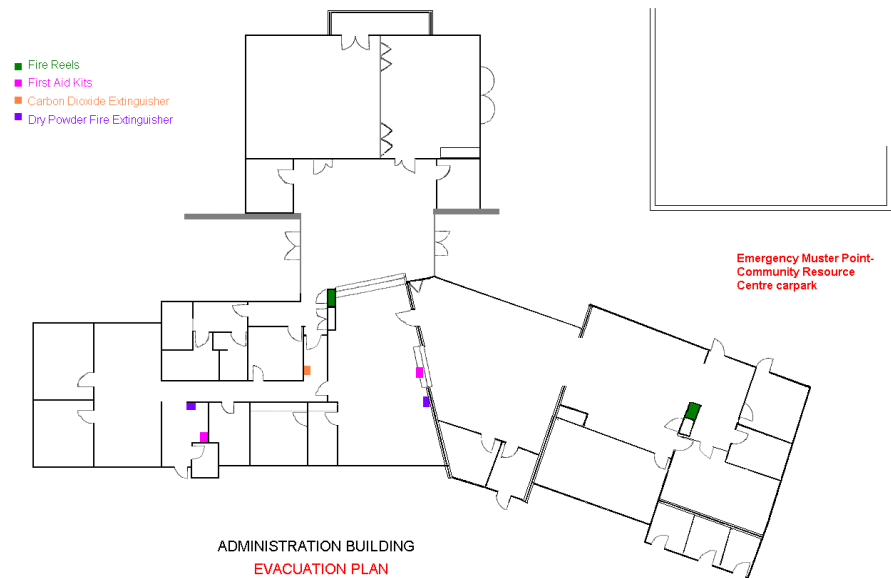 Fire Reels
First Aid Kits
Carbon Dioxide Extinguisher
Dry Powder Fire Extinguisher
Emergency Muster Point-
Community Resource
Centre carpark
ADMINISTRATION BUILDING
EVACUATION PLAN